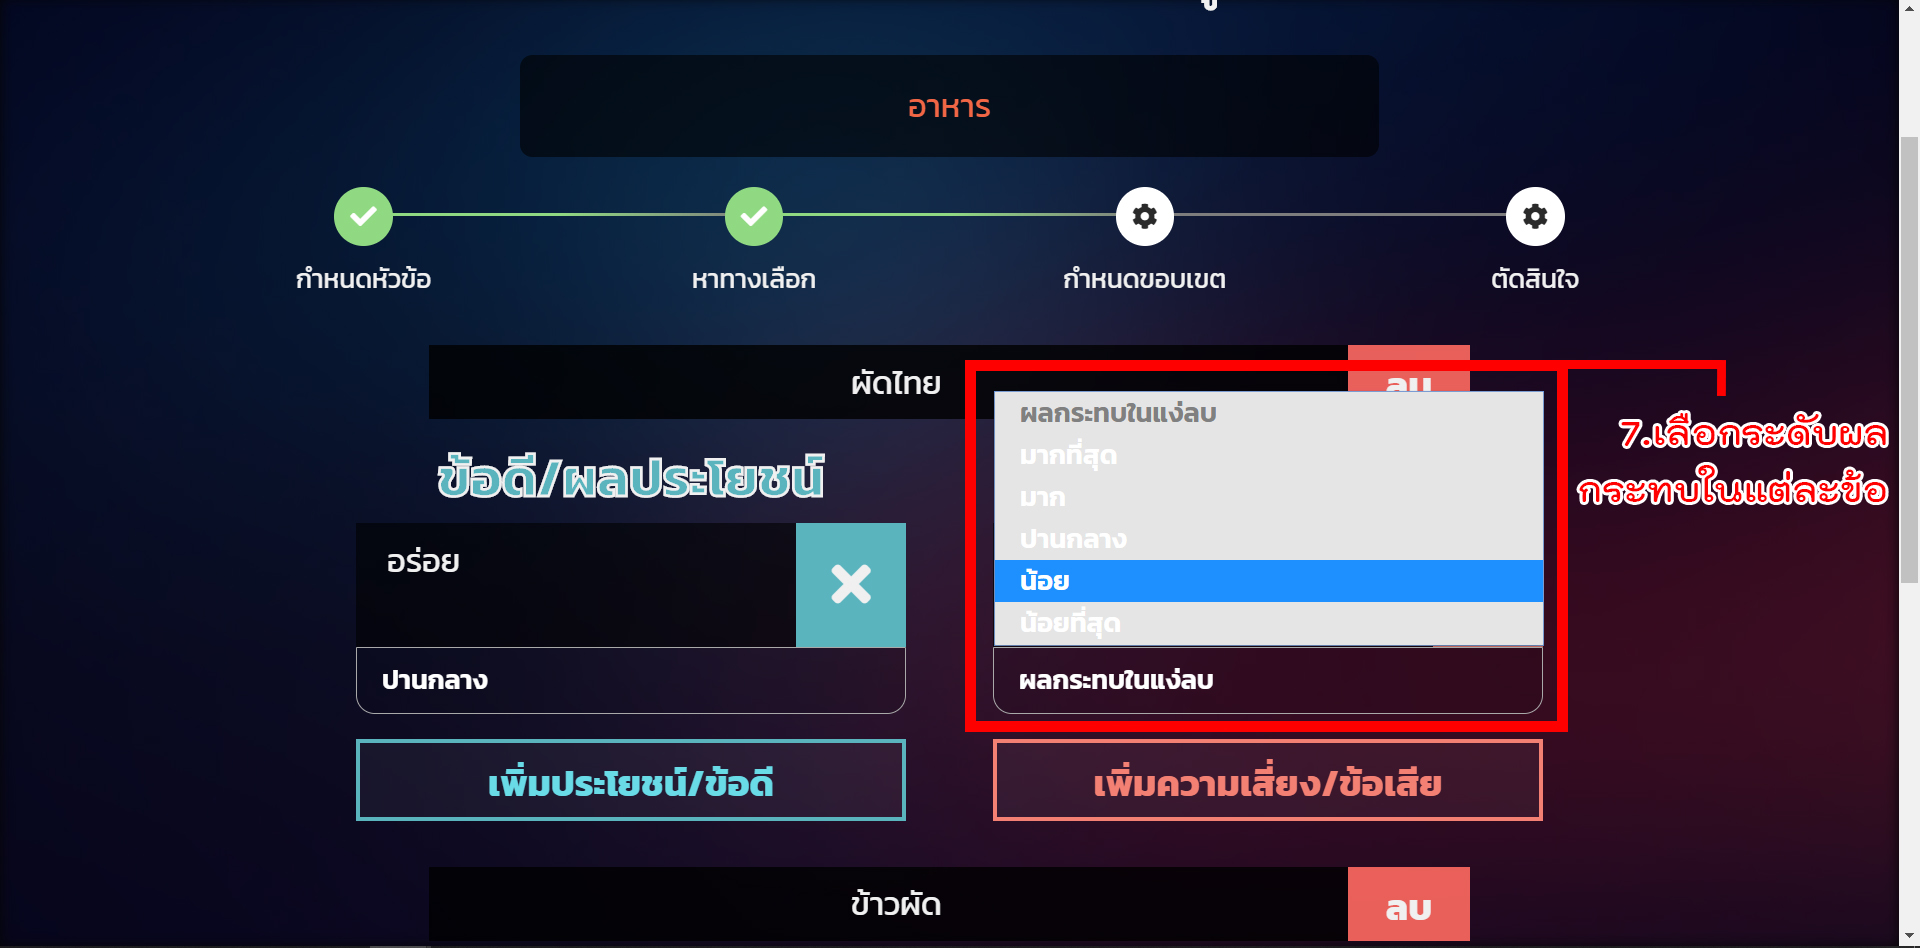 อาหาร
กำหนดหัวข้อ
หาทางเลือก
กำหนดขอบเขต
ตัดสินใจ
ผัดไทย
ผลกระทบในแง่ลบ
มากที่สุด
มาก
ปานกลาง
น้อย
น้อยที่สุด
7.เลือกระดับผล
กระทบในแต่ละข้อ
ข้อดี/ผลประโยชน์
อร่อย
ปานกลาง
ผลกระทบในแง่ลบ
เพิ่มประโยชน์/ข้อดี
เพิ่มความเสี่ยง/ข้อเสีย
ข้าวผัด
ลบ